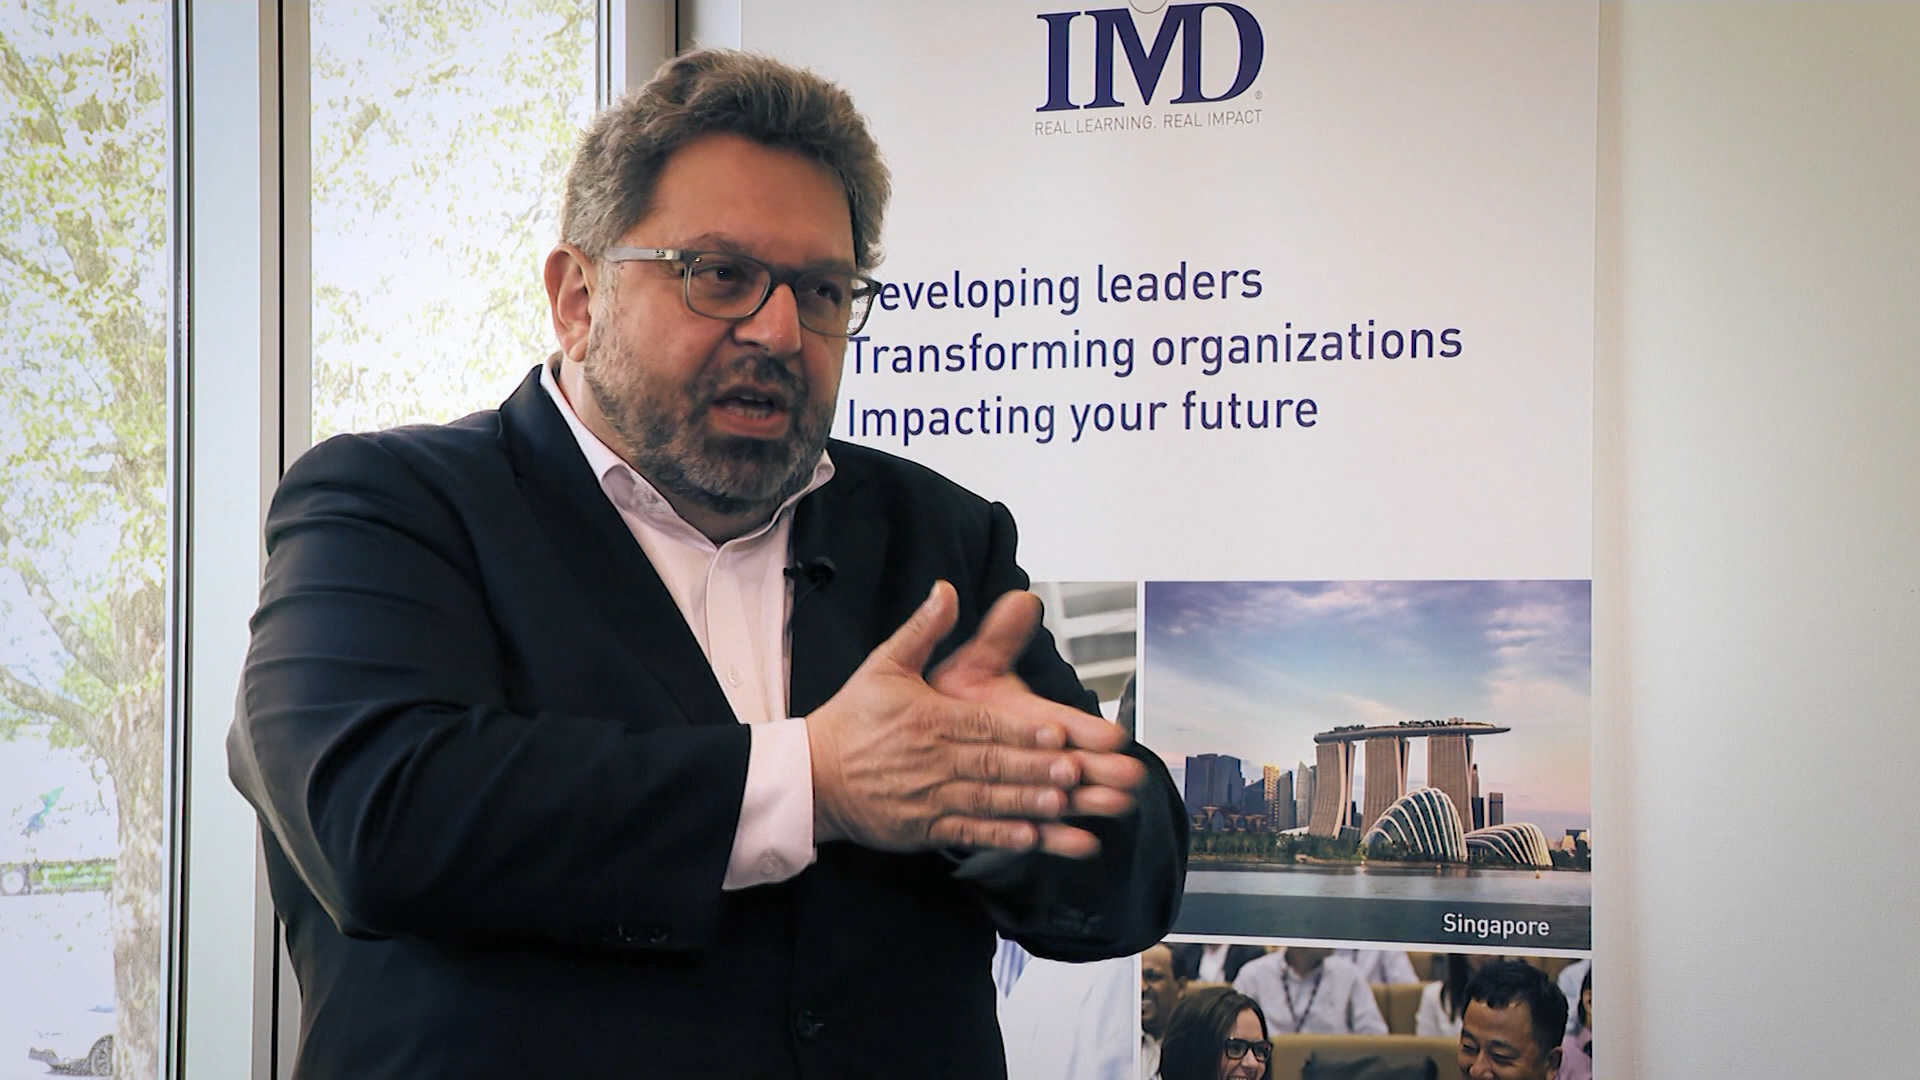 IMD
REAL LEARNING. REAL IMPACT
eveloping leaders
Transforming organizations
Impacting your future
Singapore